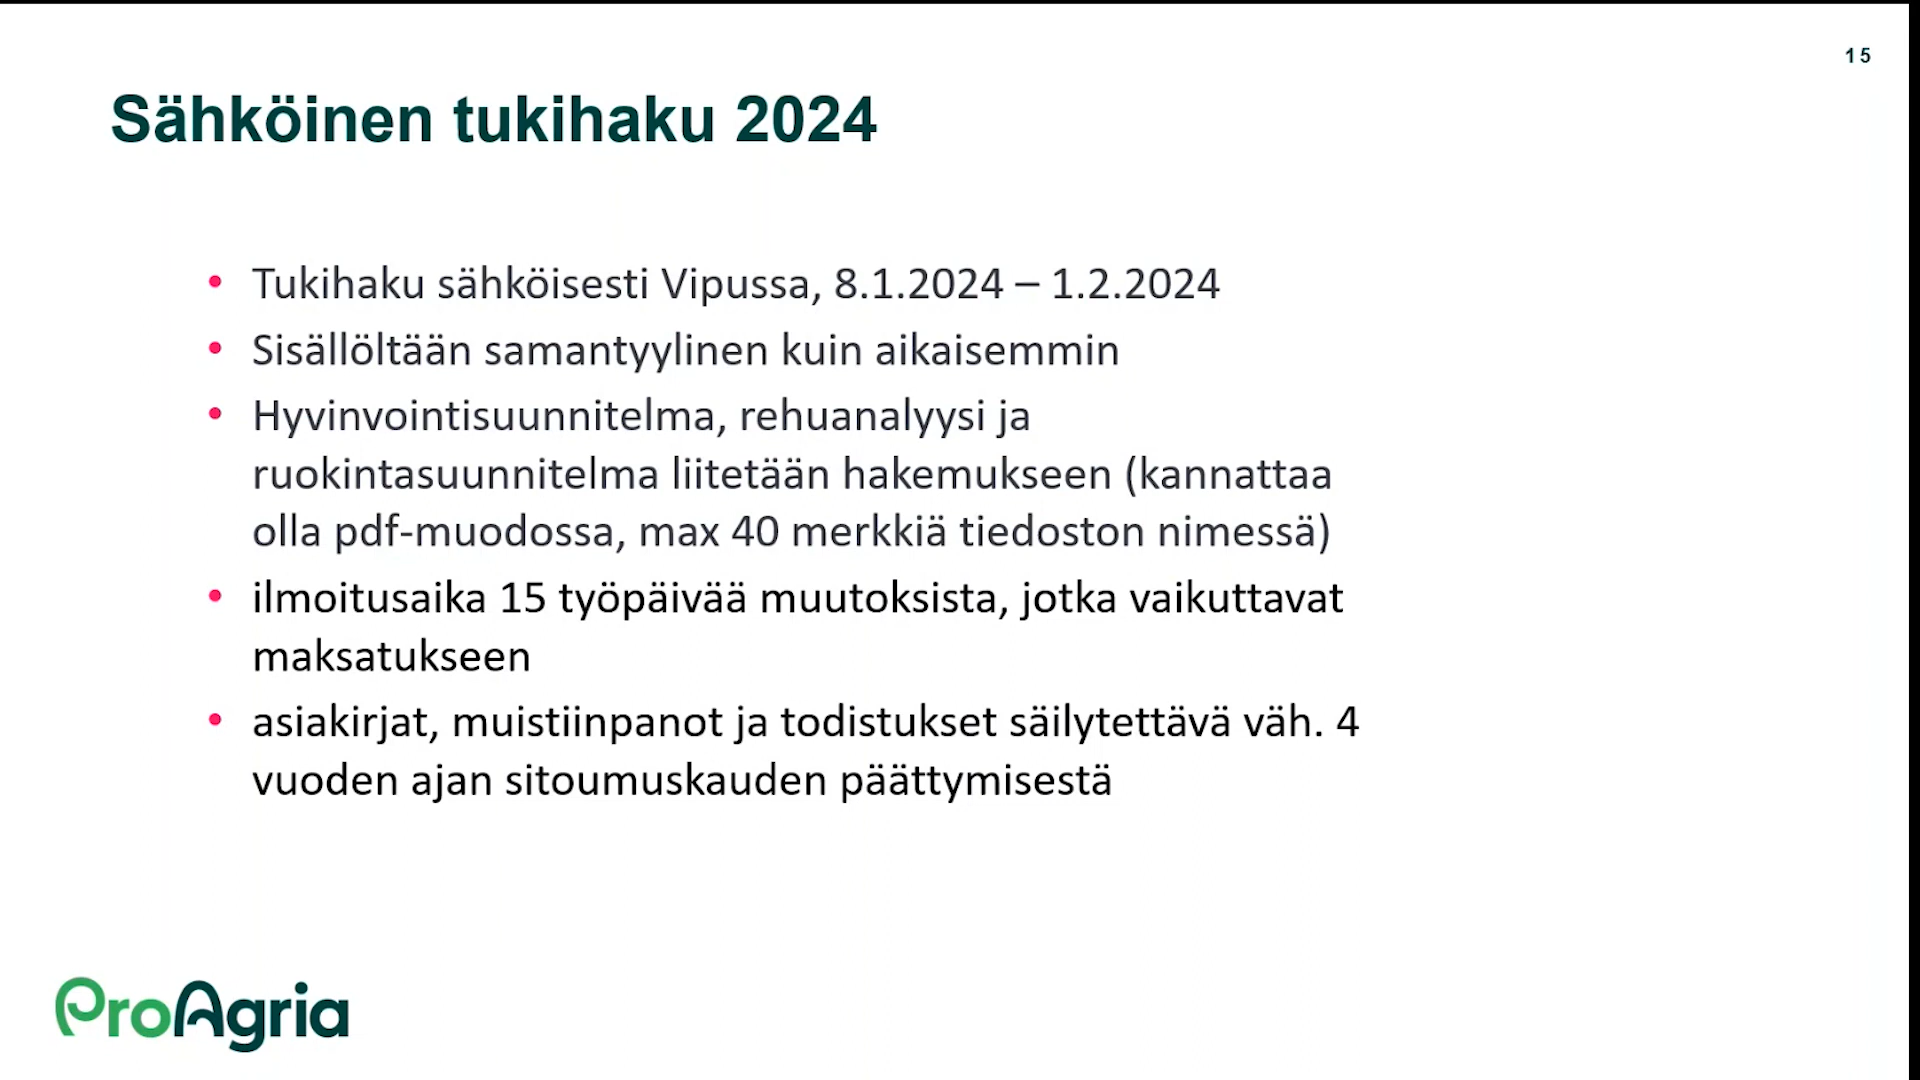 15
Sähköinen tukihaku 2024
• Tukihaku sähköisesti Vipussa, 8.1.2024 – 1.2.2024
• Sisällöltään samantyylinen kuin aikaisemmin
• Hyvinvointisuunnitelma, rehuanalyysi ja
ruokintasuunnitelma liitetään hakemukseen (kannattaa
olla pdf-muodossa, max 40 merkkiä tiedoston nimessä)
• ilmoitusaika 15 työpäivää muutoksista, jotka vaikuttavat
maksatukseen
• asiakirjat, muistiinpanot ja todistukset säilytettävä väh. 4
vuoden ajan sitoumuskauden päättymisestä
ProAgria